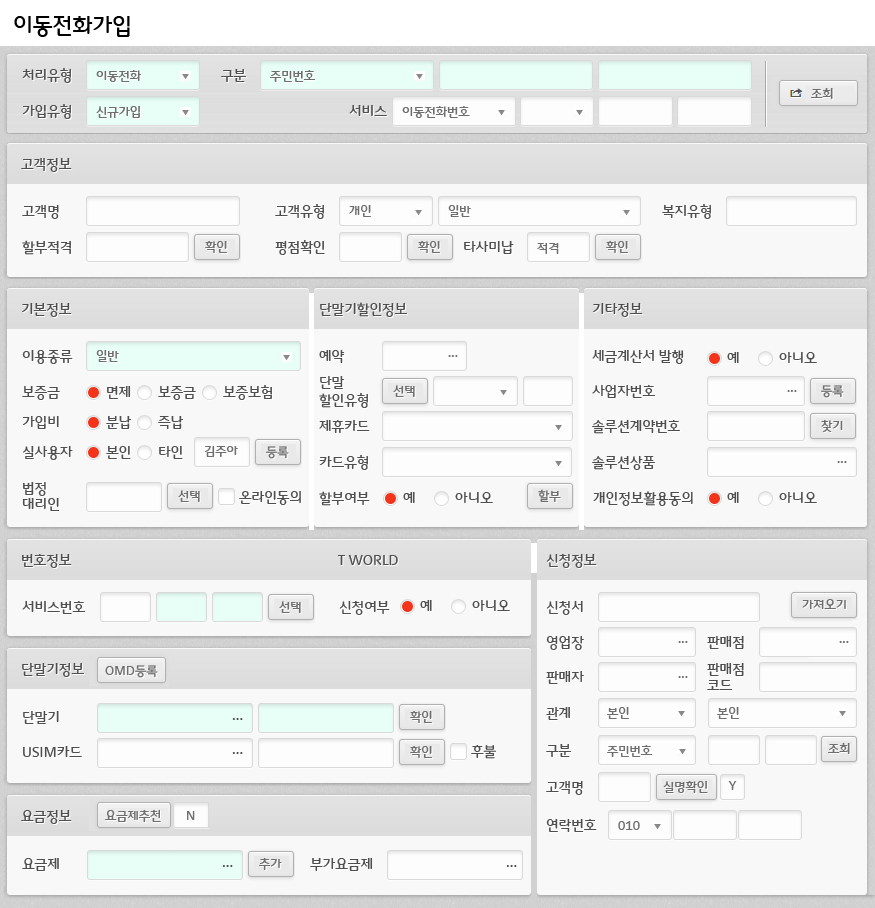 이동전화가입
처리유형 이동전화 구분 주민번호
조회
가입유형 신규가입 서비스 이동전화번호
고객정보
고객명 고객유형 개인 일반 복지유형
할부적격 확인 평점확인 확인 타사미납 적격 확인
기본정보
이용종류 일반
보증금 면제 보증금 보증보험
가입비 분납 즉납
실사용자 본인 타인 김주아 등록
법정
대리인 선택 온라인동의
단말기할인정보
예약 ...
단말
할인유형 선택
제휴카드
카드유형
할부여부 예 아니오 할부
기타정보
세금계산서 발행 예 아니오
사업자번호 ... 등록
솔루션계약번호 찾기
솔루션상품 ...
개인정보활용동의 예 아니오
번호정보 T WORLD
서비스번호 선택 신청여부 예 아니오
단말기정보 OMD등록
단말기 ... 확인
USIM카드 ... 확인 후불
요금정보 요금제추천 N
요금제 ... 추가 부가요금제 ...
신청정보
신청서 가져오기
영업장 ... 판매점 ...
판매자 ... 판매점
코드
관계 본인 본인
구분 주민번호 조회
고객명 실명확인 Y
연락번호 010